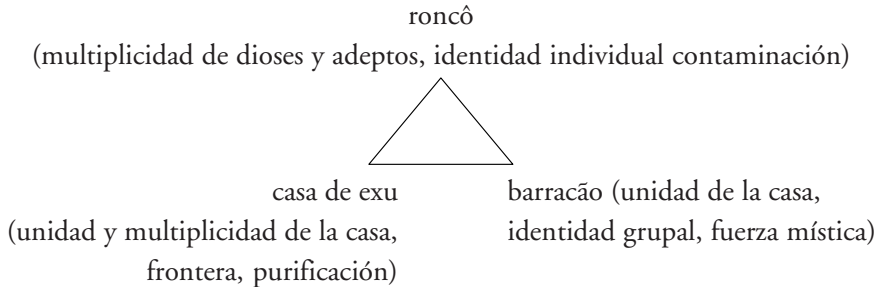 roncô
(multiplicidad de dioses y adeptos, identidad individual contaminación)
casa de exu
(unidad y multiplicidad de la casa,
frontera, purificación)
barracão (unidad de la casa,
identidad grupal, fuerza mística)